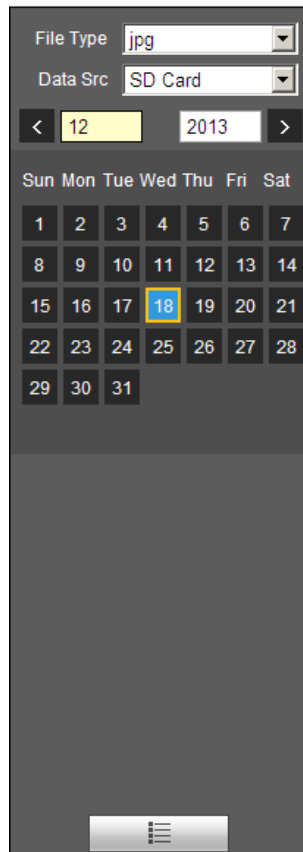 File Type jpg
Data Src SD Card
< 12 2013 >
Sun Mon Tue Wed Thu Fri Sat
1 2 3 4 5 6 7
8 9 10 11 12 13 14
15 16 17 18 19 20 21
22 23 24 25 26 27 28
29 30 31